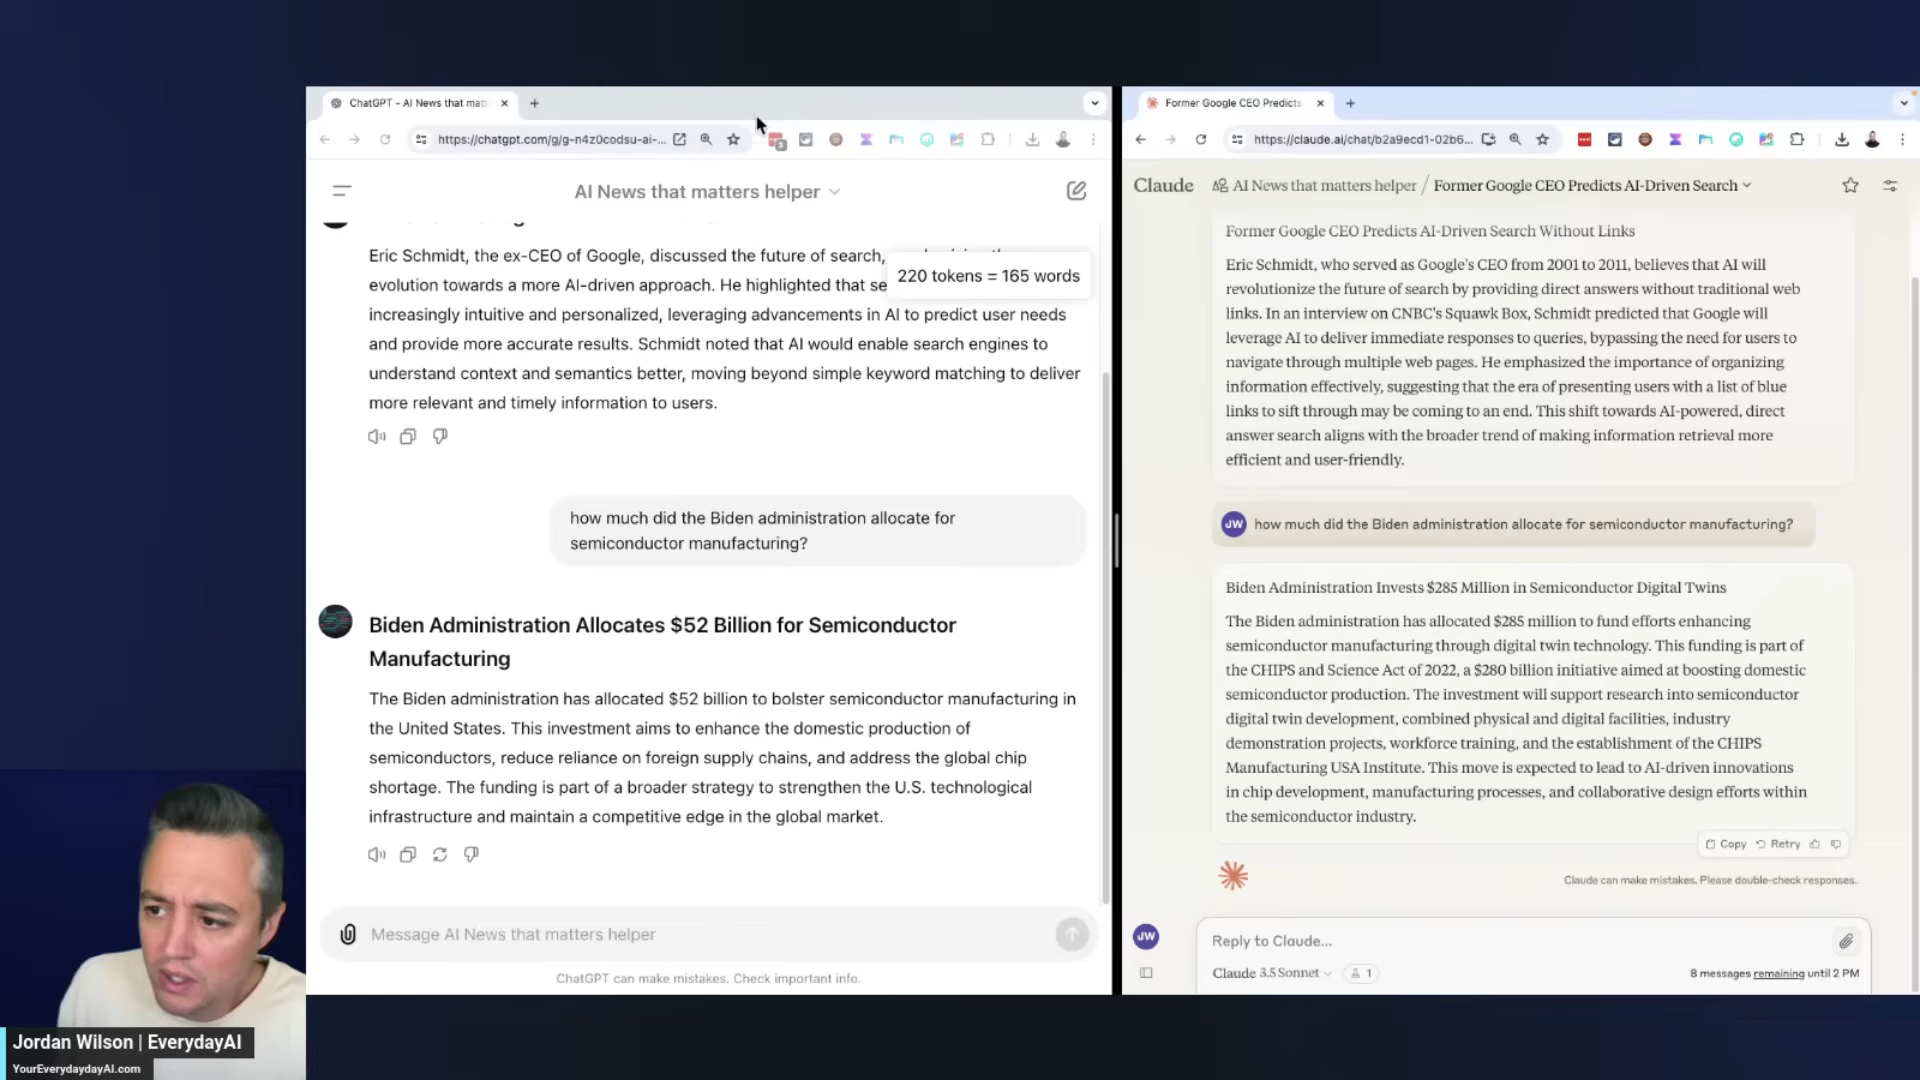 ChatGPT - AI News that mat
https://chatgpt.com/g/g-n4z0codsu-ai-...
3
AI News that matters helper
Eric Schmidt, the ex-CEO of Google, discussed the future of search,
220 tokens = 165 words
evolution towards a more AI-driven approach. He highlighted that se
increasingly intuitive and personalized, leveraging advancements in AI to predict user needs
and provide more accurate results. Schmidt noted that AI would enable search engines to
understand context and semantics better, moving beyond simple keyword matching to deliver
more relevant and timely information to users.
how much did the Biden administration allocate for
semiconductor manufacturing?
Biden Administration Allocates $52 Billion for Semiconductor
Manufacturing
The Biden administration has allocated $52 billion to bolster semiconductor manufacturing in
the United States. This investment aims to enhance the domestic production of
semiconductors, reduce reliance on foreign supply chains, and address the global chip
shortage. The funding is part of a broader strategy to strengthen the U.S. technological
infrastructure and maintain a competitive edge in the global market.
Message AI News that matters helper
ChatGPT can make mistakes. Check important info.
Former Google CEO Predicts
https://claude.ai/chat/b2a9ecd1-02b6...
Claude
AI News that matters helper / Former Google CEO Predicts AI-Driven Search
Former Google CEO Predicts AI-Driven Search Without Links
Eric Schmidt, who served as Google's CEO from 2001 to 2011, believes that AI will
revolutionize the future of search by providing direct answers without traditional web
links. In an interview on CNBC's Squawk Box, Schmidt predicted that Google will
leverage AI to deliver immediate responses to queries, bypassing the need for users to
navigate through multiple web pages. He emphasized the importance of organizing
information effectively, suggesting that the era of presenting users with a list of blue
links to sift through may be coming to an end. This shift towards AI-powered, direct
answer search aligns with the broader trend of making information retrieval more
efficient and user-friendly.
JW how much did the Biden administration allocate for semiconductor manufacturing?
Biden Administration Invests $285 Million in Semiconductor Digital Twins
The Biden administration has allocated $285 million to fund efforts enhancing
semiconductor manufacturing through digital twin technology. This funding is part of
the CHIPS and Science Act of 2022, a $280 billion initiative aimed at boosting domestic
semiconductor production. The investment will support research into semiconductor
digital twin development, combined physical and digital facilities, industry
demonstration projects, workforce training, and the establishment of the CHIPS
Manufacturing USA Institute. This move is expected to lead to AI-driven innovations
in chip development, manufacturing processes, and collaborative design efforts within
the semiconductor industry.
Copy Retry
Claude can make mistakes. Please double-check responses.
JW
Reply to Claude...
Claude 3.5 Sonnet 1
8 messages remaining until 2 PM
Jordan Wilson | EverydayAI
YourEverydayAI.com